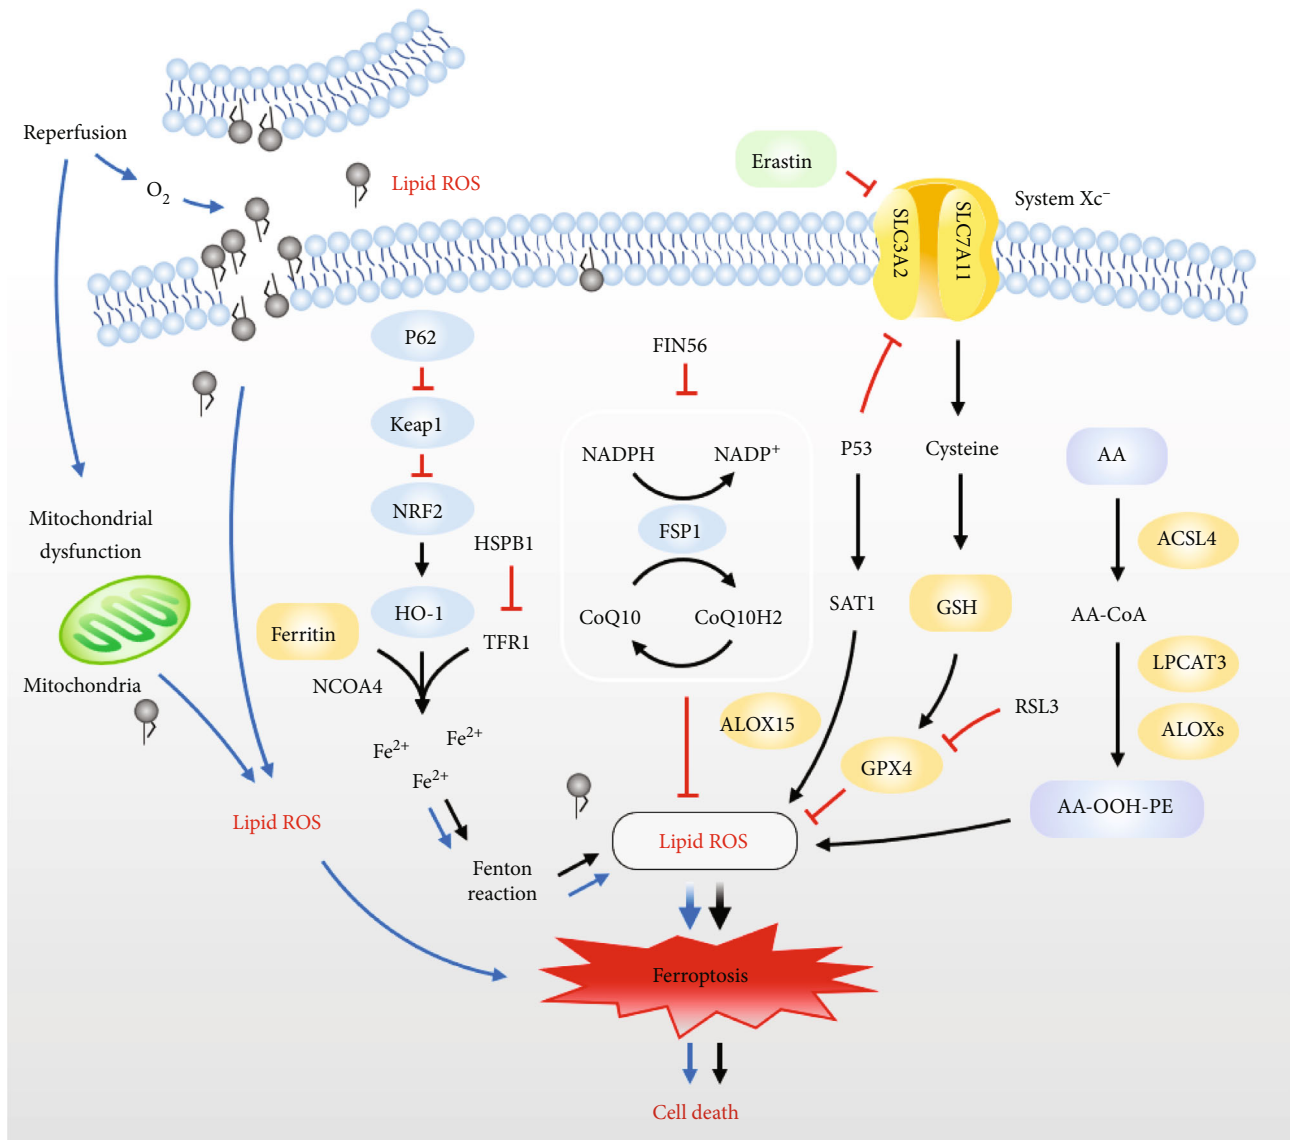 Reperfusion
O2
Lipid ROS
Erastin
System Xc−
SLC3A2
SLC7A11
P62
FIN56
Keap1
NADPH
NADP+
P53
Cysteine
AA
NRF2
Mitochondrial
dysfunction
FSP1
HSPB1
ACSL4
HO-1
CoQ10
CoQ10H2
SAT1
GSH
AA-CoA
Ferritin
TFR1
NCOA4
LPCAT3
Mitochondria
RSL3
ALOX15
ALOXs
Fe2+
Fe2+
Fe2+
GPX4
AA-OOH-PE
Lipid ROS
Lipid ROS
Fenton
reaction
Ferroptosis
Cell death